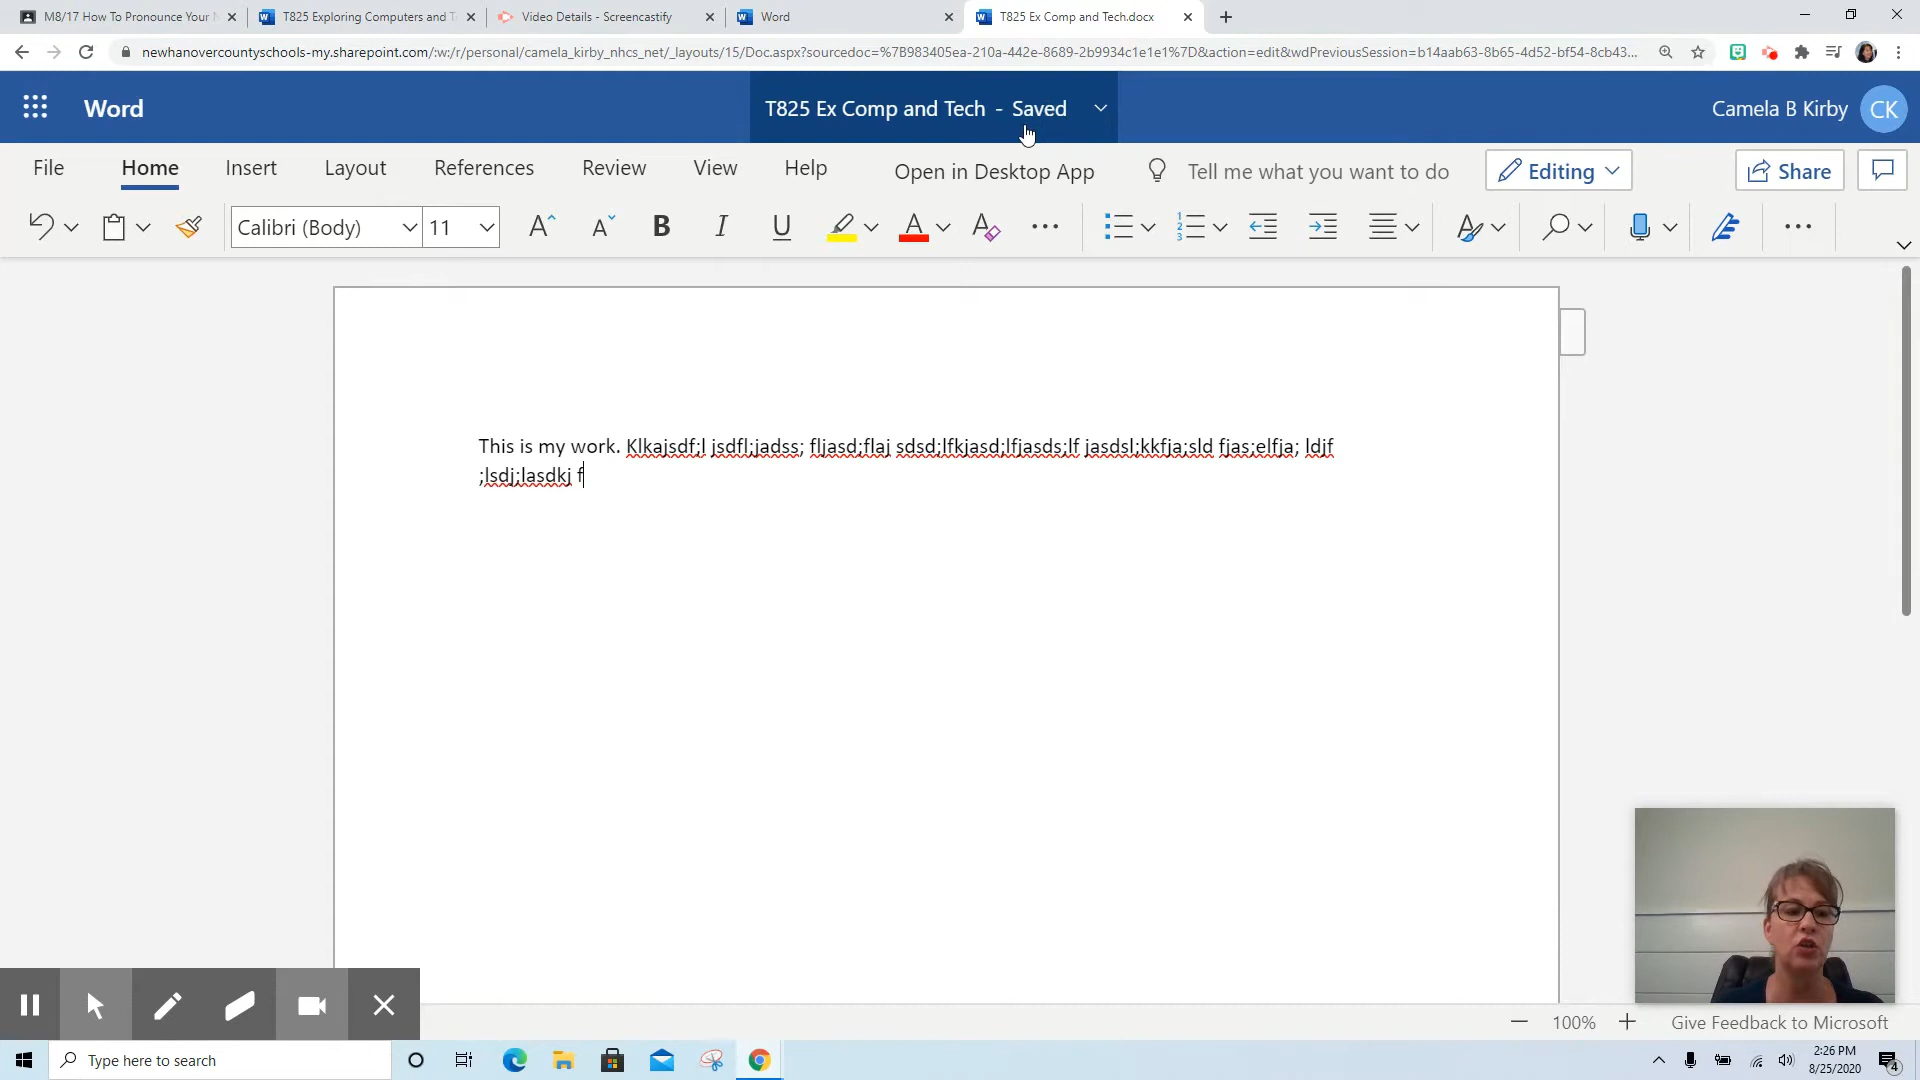 M8/17 How To Pronounce Your N
T825 Exploring Computers and Te
Video Details - Screencastify
Word
T825 Ex Comp and Tech.docx
newhanovercountyschools-my.sharepoint.com/:w:/r/personal/camela_kirby_nhcs_net/_layouts/15/Doc.aspx?sourcedoc=%7B983405ea-210a-442e-8689-2b9934c1e1e1%7D&action=edit&wdPreviousSession=b14aab63-8b65-4d52-bf54-8cb43...
Word
T825 Ex Comp and Tech - Saved
Camela B Kirby CK
File Home Insert Layout References Review View Help Open in Desktop App Tell me what you want to do Editing Share
Calibri (Body) 11
This is my work. Klkajsdf;l jsdfl;jadss; fljasd;flaj sdsd;lfkjasd;lfjasds;lf jasdsl;kkfja;sld fjas;elfja; ldjf
;lsdj;lasdkj f
100% Give Feedback to Microsoft
Type here to search
2:26 PM
8/25/2020
4